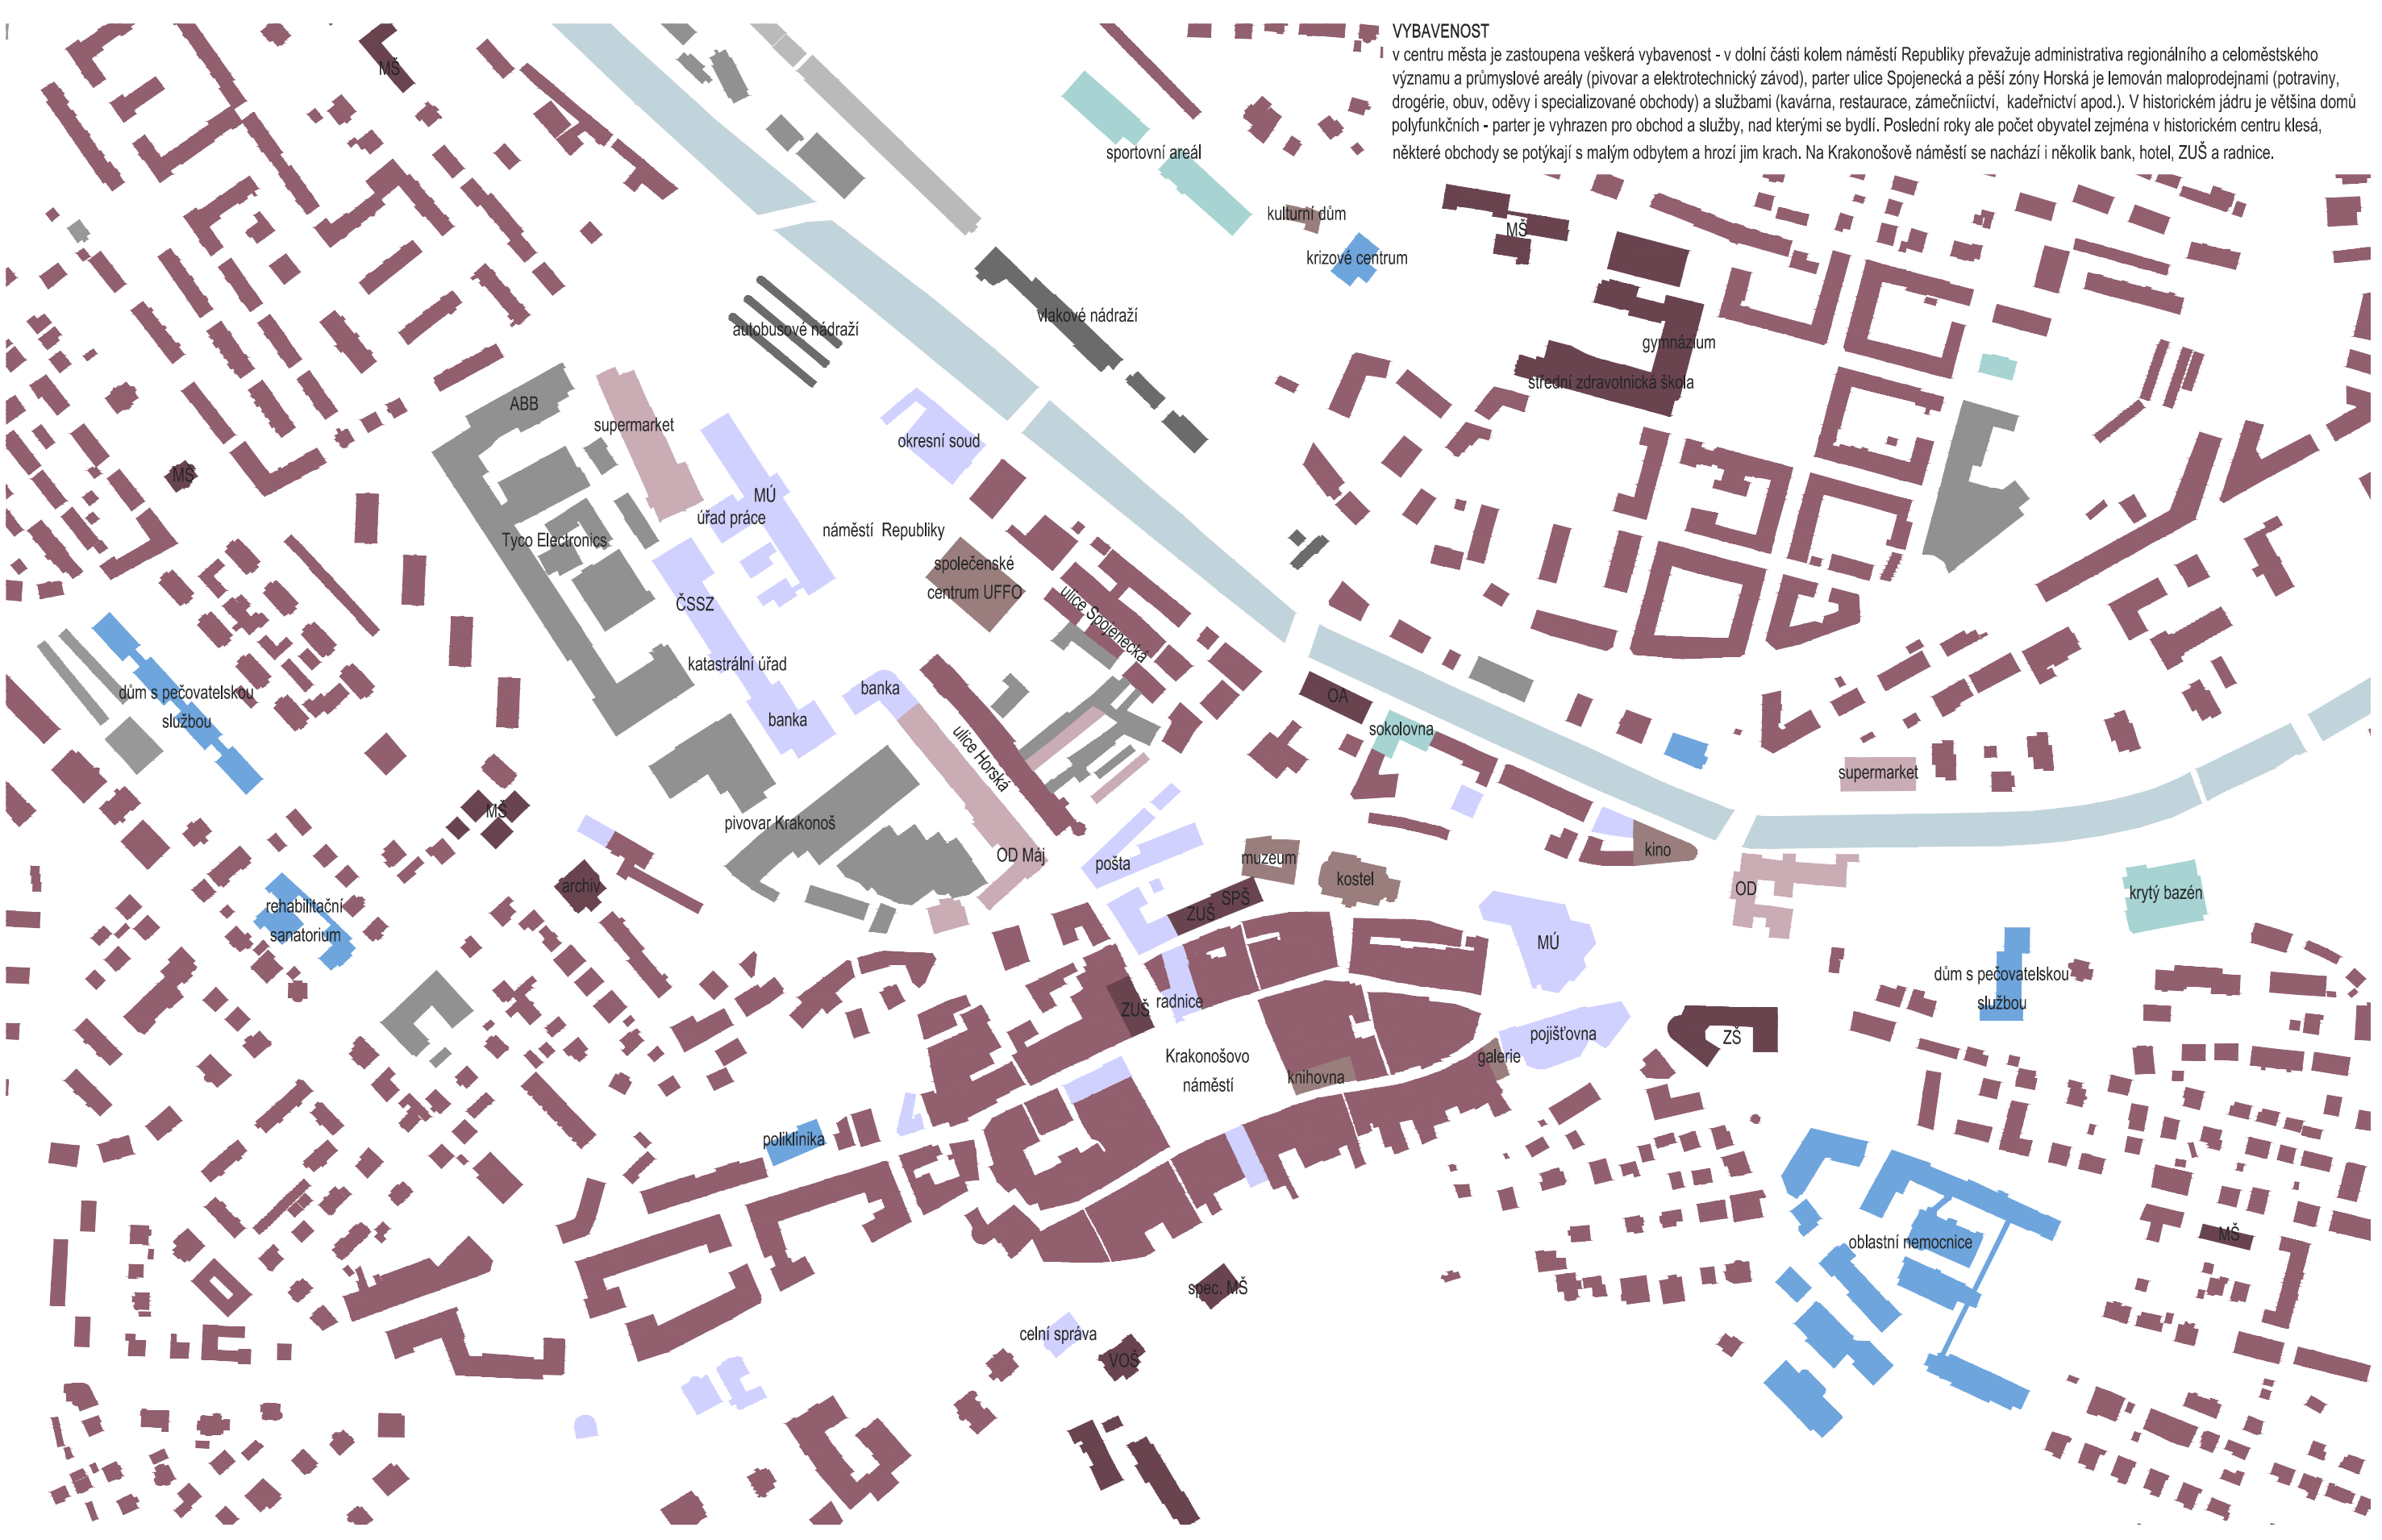 VYBAVENOST
v centru města je zastoupena veškerá vybavenost - v dolní části kolem náměstí Republiky převažuje administrativa regionálního a celoměstského
významu a průmyslové areály (pivovar a elektrotechnický závod), parter ulice Spojenecká a pěší zóny Horská je lemován maloprodejnami (potraviny,
drogérie, obuv, oděvy i specializované obchody) a službami (kavárna, restaurace, zámečníictví, kadeřnictví apod.). V historickém jádru je většina domů
polyfunkčních - parter je vyhrazen pro obchod a služby, nad kterými se bydlí. Poslední roky ale počet obyvatel zejména v historickém centru klesá,
některé obchody se potýkají s malým odbytem a hrozí jim krach. Na Krakonošově náměstí se nachází i několik bank, hotel, ZUŠ a radnice.
MŠ
sportovní areál
kulturní dům
MŠ
krizové centrum
vlakové nádraží
autobusové nádraží
gymnázium
střední zdravotnická škola
ABB
supermarket
okresní soud
MŠ
MÚ
úřad práce
náměstí Republiky
Tyco Electronics
společenské
centrum UFFO
ČSSZ
ulice Spojenecká
katastrální úřad
banka
dům s pečovatelskou
službou
banka
OA
sokolovna
ulice Horská
supermarket
MŠ
pivovar Krakonoš
OD Máj
pošta
muzeum
kino
kostel
archiv
OD
krytý bazén
SPŠ
ZUŠ
rehabilitační
sanatorium
MÚ
dům s pečovatelskou
službou
radnice
ZUŠ
pojišťovna
ZŠ
Krakonošovo
náměstí
galerie
knihovna
poliklinika
MŠ
oblastní nemocnice
spec. MŠ
celní správa
VOŠ